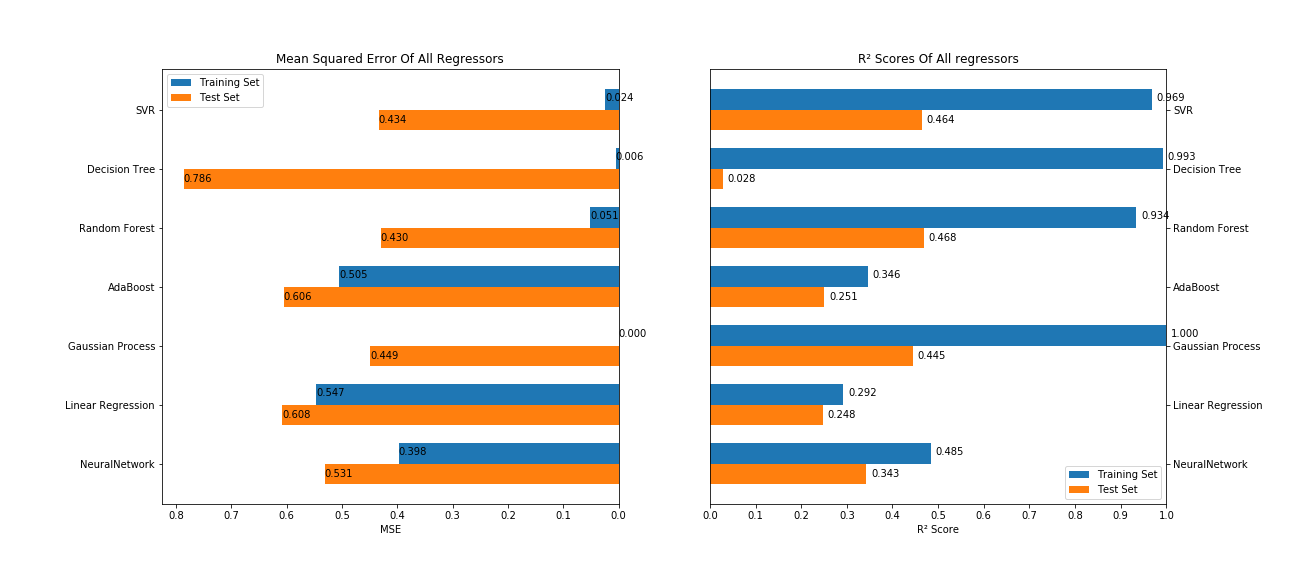 Mean Squared Error Of All Regressors
Training Set
Test Set
SVR
0.024
0.434
Decision Tree
0.006
0.786
Random Forest
0.051
0.430
AdaBoost
0.505
0.606
Gaussian Process
0.000
0.449
Linear Regression
0.547
0.608
NeuralNetwork
0.398
0.531
0.8 0.7 0.6 0.5 0.4 0.3 0.2 0.1 0.0
MSE
R² Scores Of All regressors
0.969
SVR
0.464
0.993
Decision Tree
0.028
0.934
Random Forest
0.468
0.346
AdaBoost
0.251
1.000
Gaussian Process
0.445
0.292
Linear Regression
0.248
0.485
NeuralNetwork
0.343
Training Set
Test Set
0.0 0.1 0.2 0.3 0.4 0.5 0.6 0.7 0.8 0.9 1.0
R² Score